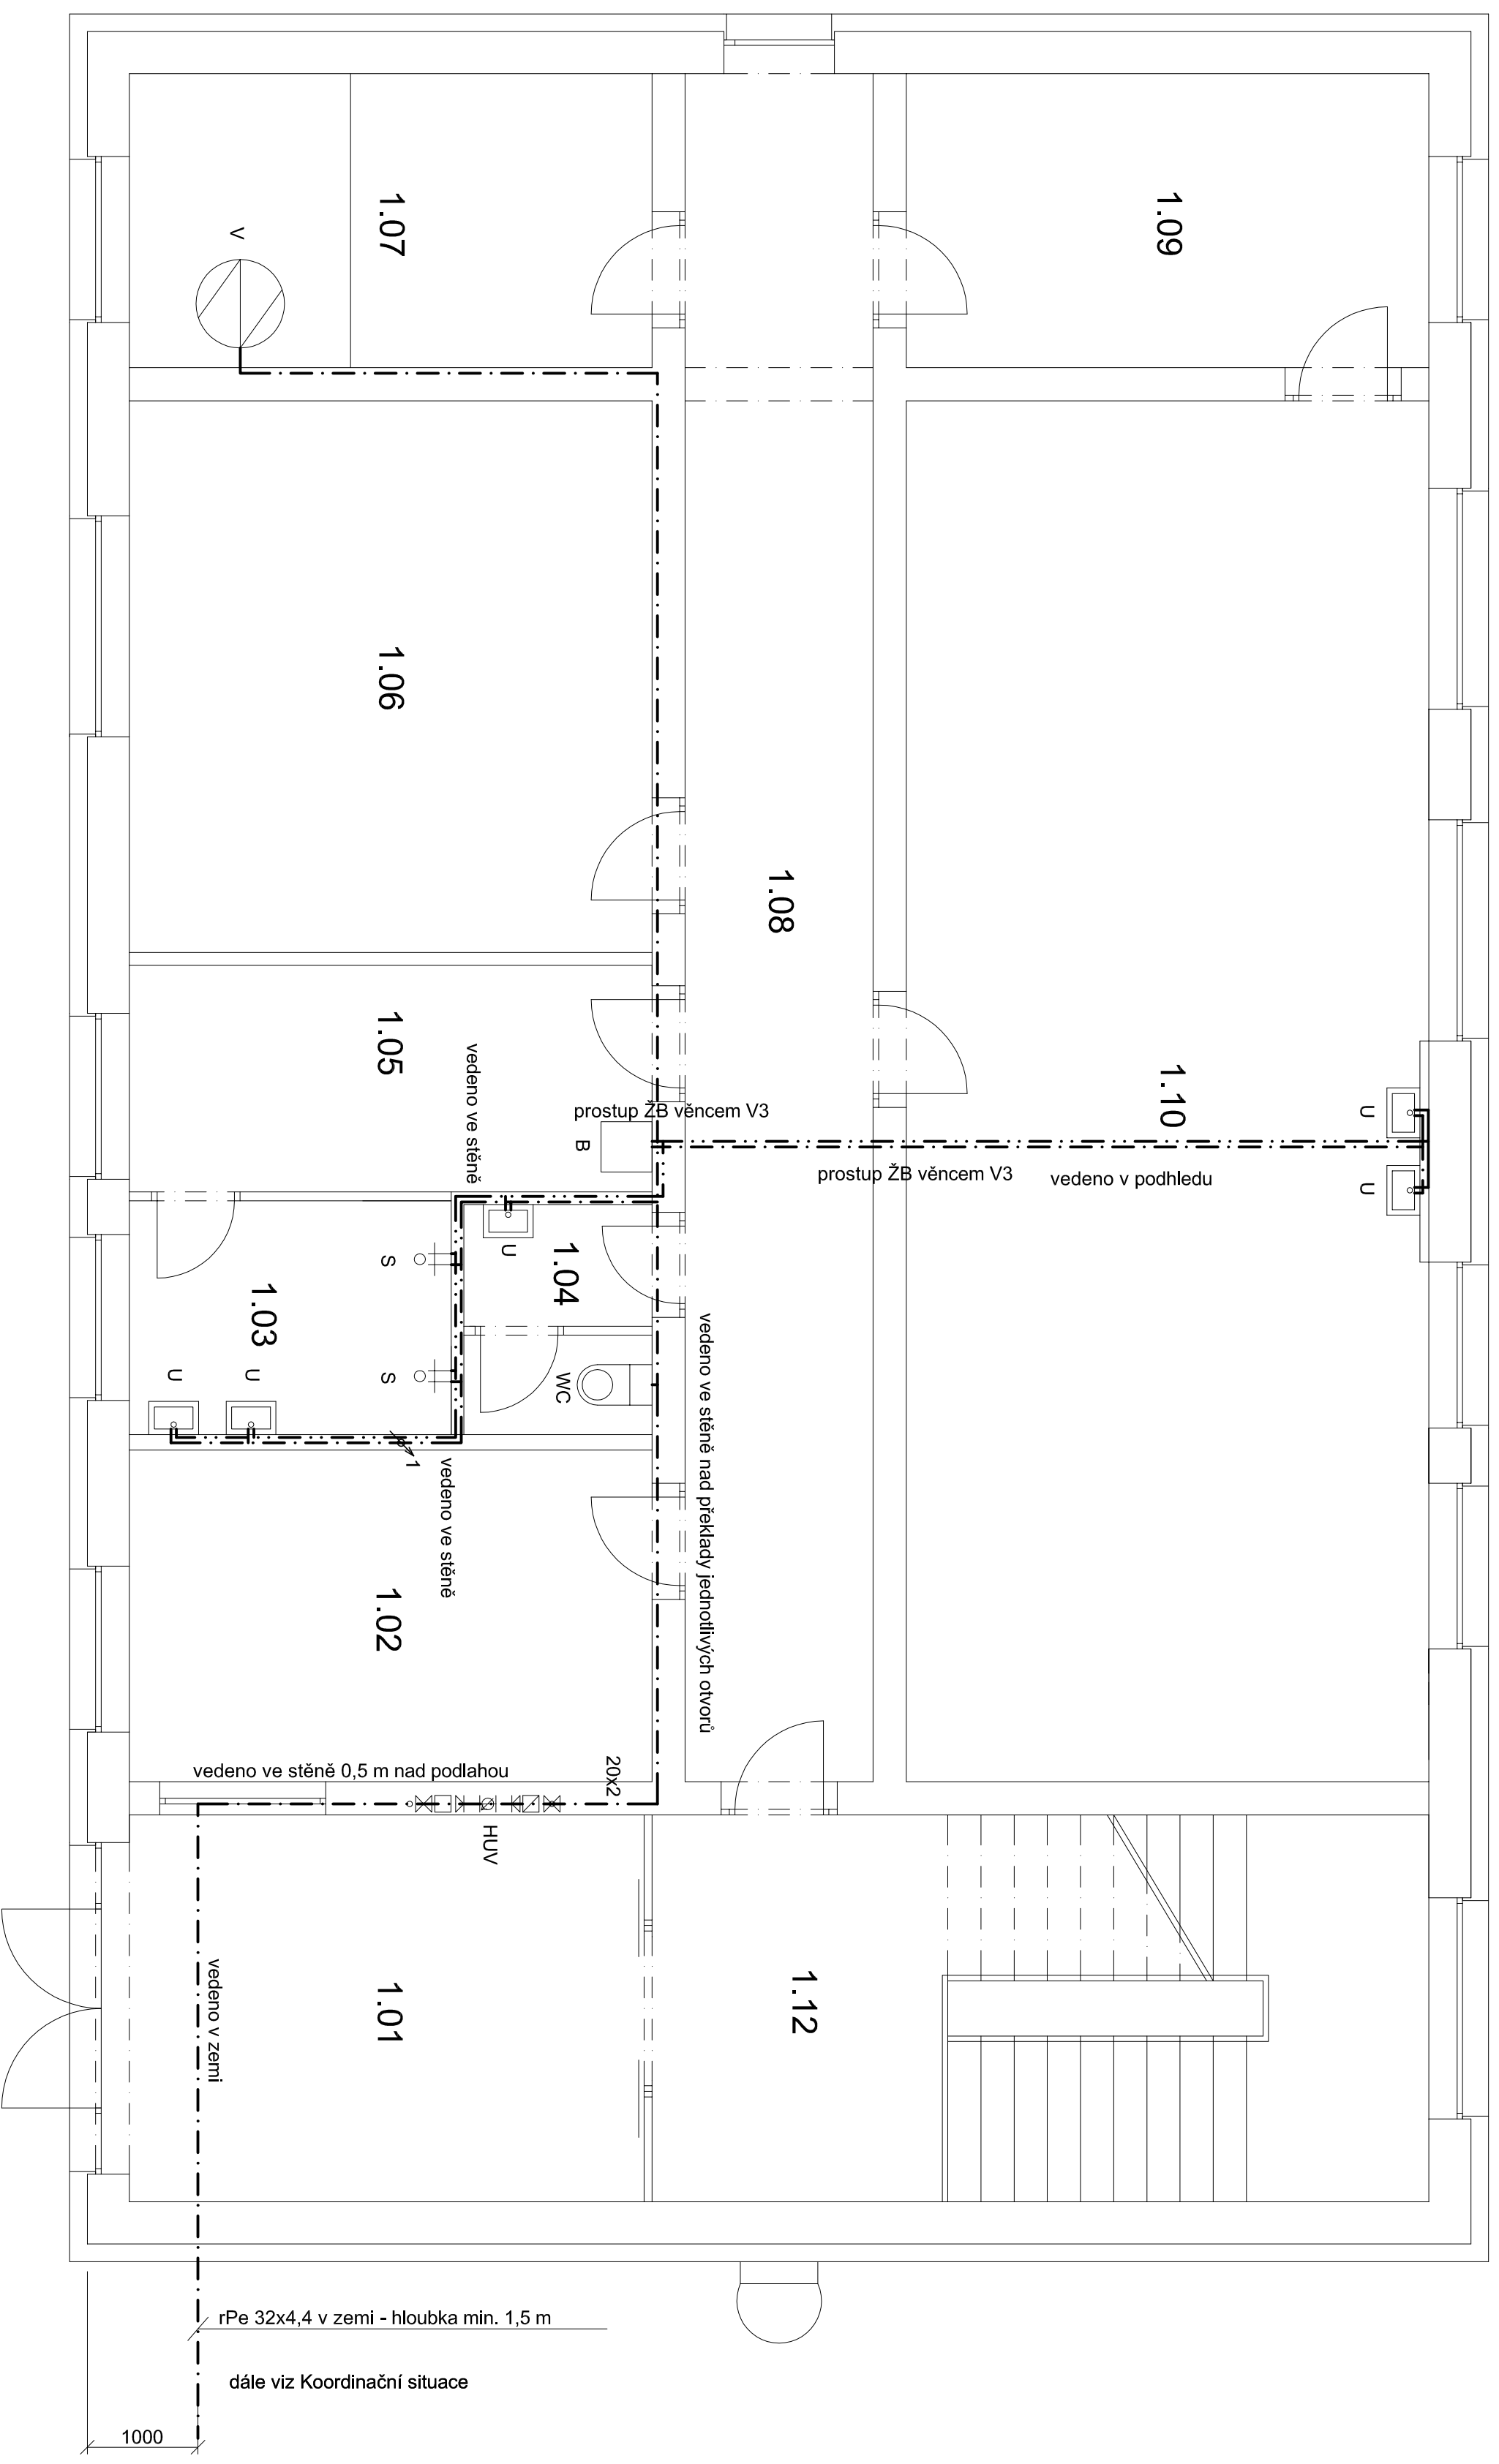 1.07
1.09
V
1.06
1.08
1.05
vedeno ve stěně
1.10
prostup ŽB věncem V3
B
U
prostup ŽB věncem V3
vedeno v podhledu
U
U
1.04
S
1.03
S
U
U
WC
vedeno ve stěně nad překlady jednotlivých otvorů
1
vedeno ve stěně
1.02
vedeno ve stěně 0,5 m nad podlahou
20x2
HUV
vedeno v zemi
1.01
1.12
rPe 32x4,4 v zemi - hloubka min. 1,5 m
dále viz Koordinační situace
1000